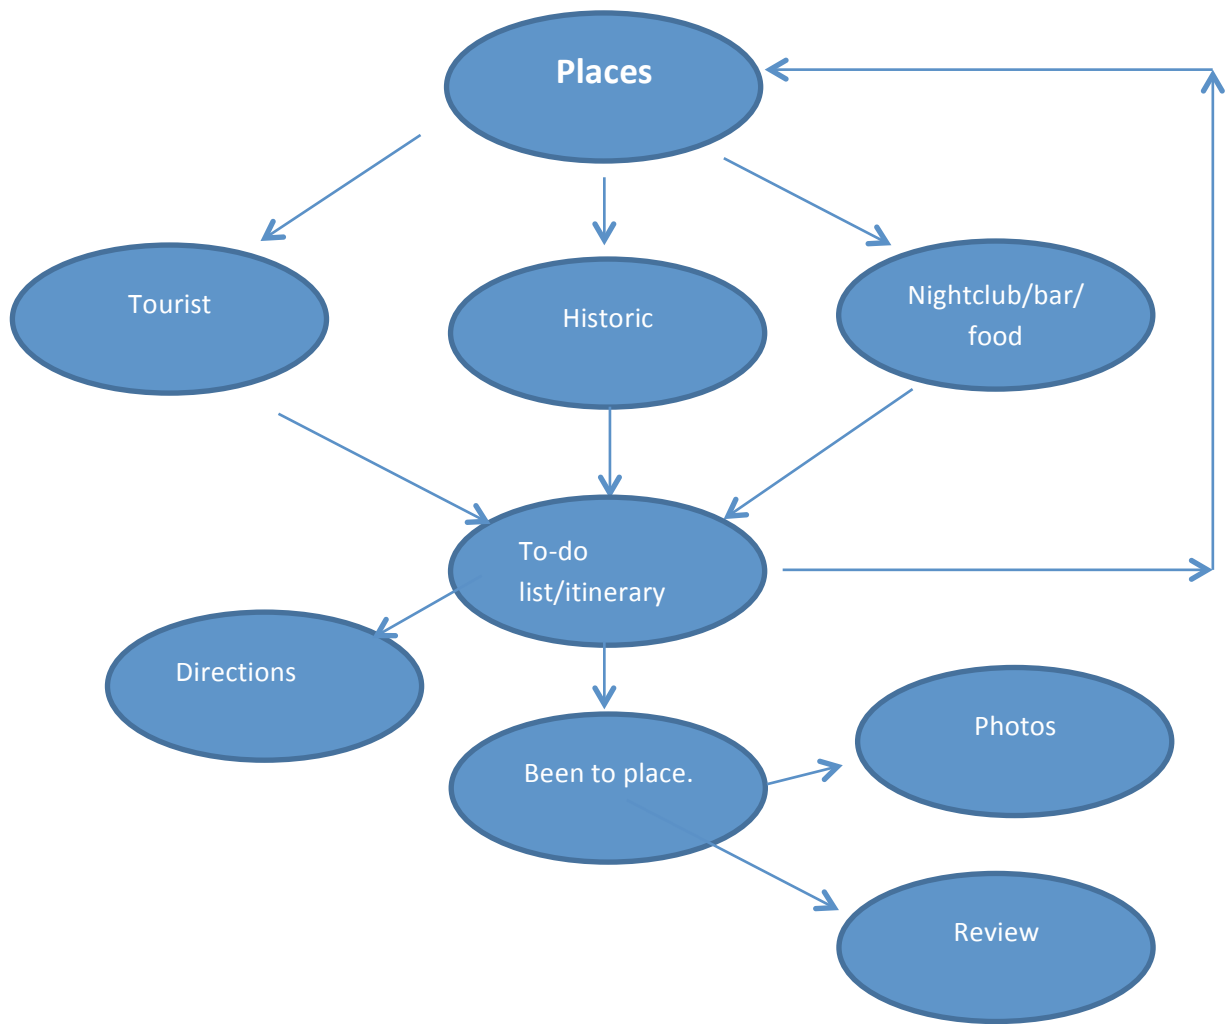 Places
Tourist
Historic
Nightclub/bar/
food
To-do
list/itinerary
Directions
Been to place.
Photos
Review